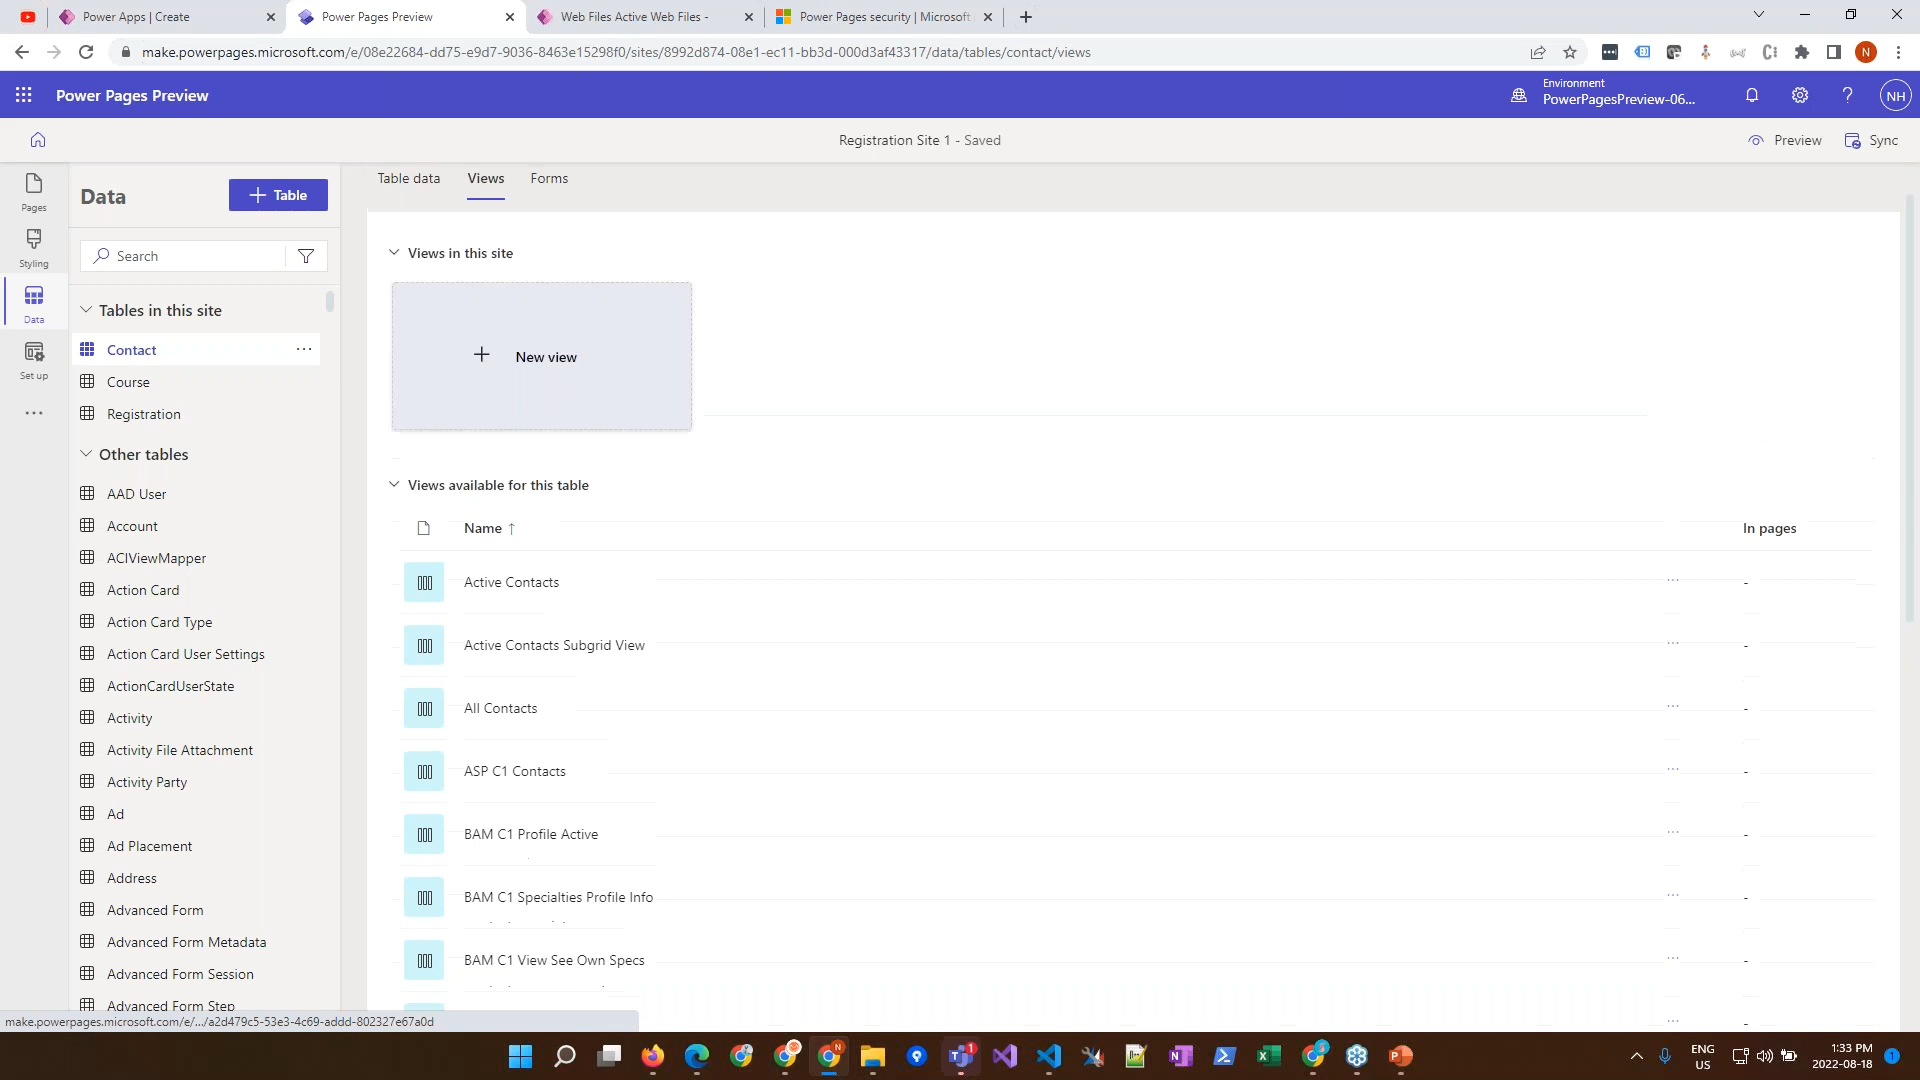 Power Apps | Create
Power Pages Preview
Web Files Active Web Files -
Power Pages security | Microsoft
make.powerpages.microsoft.com/e/08e22684-dd75-e9d7-9036-8463e15298f0/sites/8992d874-08e1-ec11-bb3d-000d3af43317/data/tables/contact/views
N
Power Pages Preview
Environment
PowerPagesPreview-06...
NH
Registration Site 1 - Saved
Preview
Sync
Pages
Styling
Data
Set up
Data
Table
Search
Tables in this site
Contact
Course
Registration
Other tables
AAD User
Account
ACIViewMapper
Action Card
Action Card Type
Action Card User Settings
ActionCardUserState
Activity
Activity File Attachment
Activity Party
Ad
Ad Placement
Address
Advanced Form
Advanced Form Metadata
Advanced Form Session
Advanced Form Step
Table data
Views
Forms
Views in this site
New view
Views available for this table
Name ↑
In pages
Active Contacts
-
Active Contacts Subgrid View
-
All Contacts
-
ASP C1 Contacts
-
BAM C1 Profile Active
-
BAM C1 Specialties Profile Info
-
BAM C1 View See Own Specs
-
make.powerpages.microsoft.com/e/.../a2d479c5-53e3-4c69-addd-802327e67a0d
ENG
US
1:33 PM
2022-08-18
1